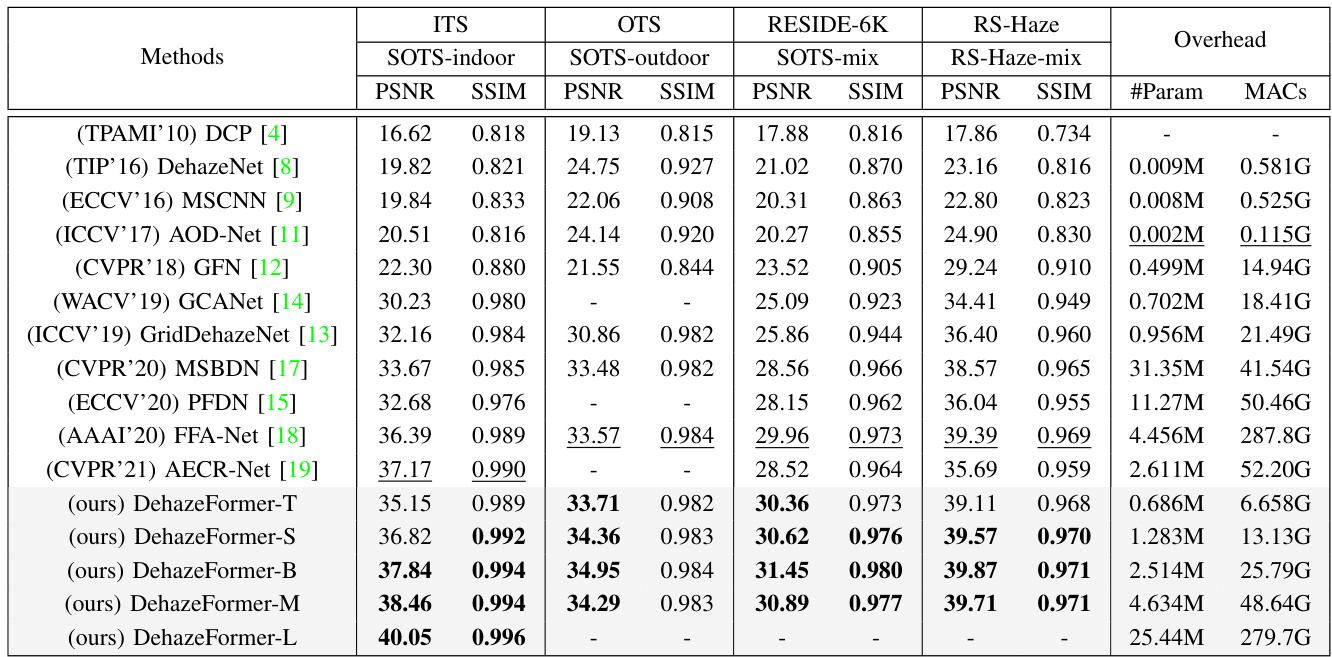 Methods ITS OTS RESIDE-6K RS-Haze Overhead
SOTS-indoor SOTS-outdoor SOTS-mix RS-Haze-mix
PSNR SSIM PSNR SSIM PSNR SSIM PSNR SSIM #Param MACs
(TPAMI'10) DCP [4] 16.62 0.818 19.13 0.815 17.88 0.816 17.86 0.734 - -
(TIP'16) DehazeNet [8] 19.82 0.821 24.75 0.927 21.02 0.870 23.16 0.816 0.009M 0.581G
(ECCV'16) MSCNN [9] 19.84 0.833 22.06 0.908 20.31 0.863 22.80 0.823 0.008M 0.525G
(ICCV'17) AOD-Net [11] 20.51 0.816 24.14 0.920 20.27 0.855 24.90 0.830 0.002M 0.115G
(CVPR'18) GFN [12] 22.30 0.880 21.55 0.844 23.52 0.905 29.24 0.910 0.499M 14.94G
(WACV'19) GCANet [14] 30.23 0.980 - - 25.09 0.923 34.41 0.949 0.702M 18.41G
(ICCV'19) GridDehazeNet [13] 32.16 0.984 30.86 0.982 25.86 0.944 36.40 0.960 0.956M 21.49G
(CVPR'20) MSBDN [17] 33.67 0.985 33.48 0.982 28.56 0.966 38.57 0.965 31.35M 41.54G
(ECCV'20) PFDN [15] 32.68 0.976 - - 28.15 0.962 36.04 0.955 11.27M 50.46G
(AAAI'20) FFA-Net [18] 36.39 0.989 33.57 0.984 29.96 0.973 39.39 0.969 4.456M 287.8G
(CVPR'21) AECR-Net [19] 37.17 0.990 - - 28.52 0.964 35.69 0.959 2.611M 52.20G
(ours) DehazeFormer-T 35.15 0.989 33.71 0.982 30.36 0.973 39.11 0.968 0.686M 6.658G
(ours) DehazeFormer-S 36.82 0.992 34.36 0.983 30.62 0.976 39.57 0.970 1.283M 13.13G
(ours) DehazeFormer-B 37.84 0.994 34.95 0.984 31.45 0.980 39.87 0.971 2.514M 25.79G
(ours) DehazeFormer-M 38.46 0.994 34.29 0.983 30.89 0.977 39.71 0.971 4.634M 48.64G
(ours) DehazeFormer-L 40.05 0.996 - - - - - - 25.44M 279.7G